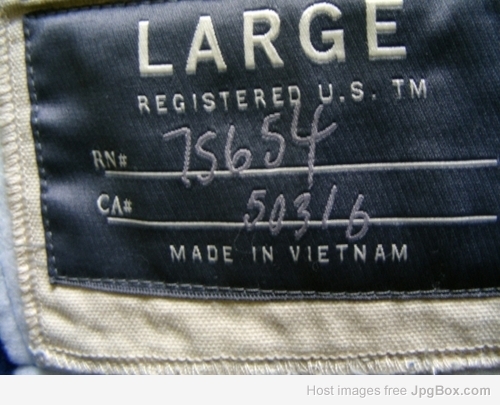 LARGE
REGISTERED U.S. TM
RN# 75654
CA# 50316
MADE IN VIETNAM
Host images free JpgBox.com